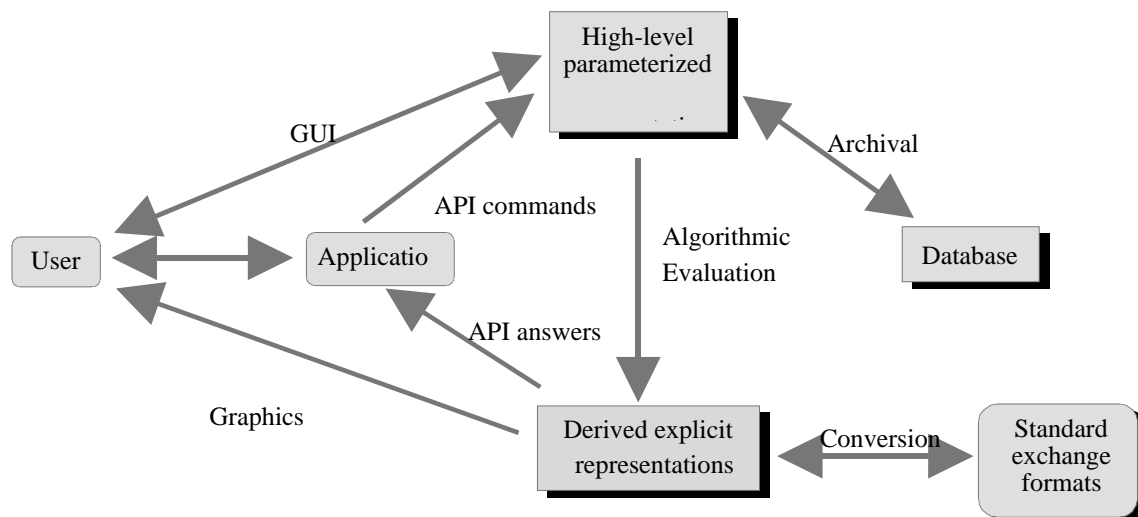 High-level
parameterized
GUI
Archival
API commands
User
Applicatio
Algorithmic
Evaluation
Database
API answers
Graphics
Derived explicit
representations
Conversion
Standard
exchange
formats